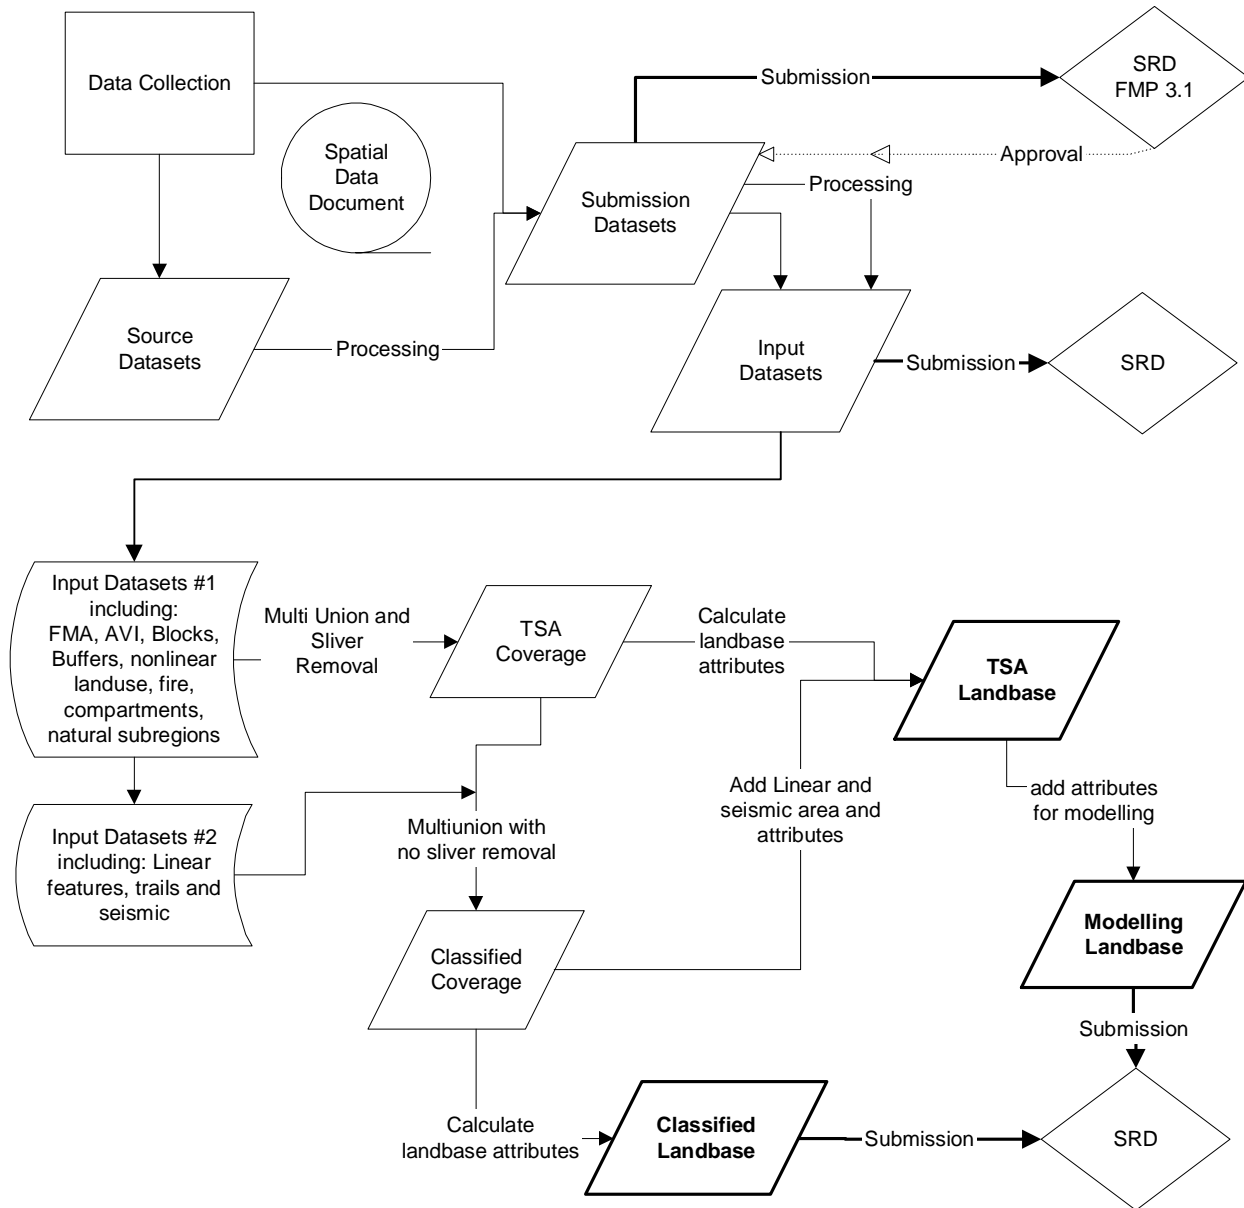 Data Collection
Spatial
Data
Document
Submission
SRD
FMP 3.1
Approval
Submission
Datasets
Processing
Source
Datasets
Processing
Input
Datasets
Submission
SRD
Input Datasets #1
including:
FMA, AVI, Blocks,
Buffers, nonlinear
landuse, fire,
compartments,
natural subregions
Multi Union and
Sliver
Removal
TSA
Coverage
Calculate
landbase
attributes
TSA
Landbase
Input Datasets #2
including: Linear
features, trails and
seismic
Multiunion with
no sliver removal
Add Linear and
seismic area and
attributes
add attributes
for modelling
Classified
Coverage
Modelling
Landbase
Submission
Calculate
landbase attributes
Classified
Landbase
Submission
SRD